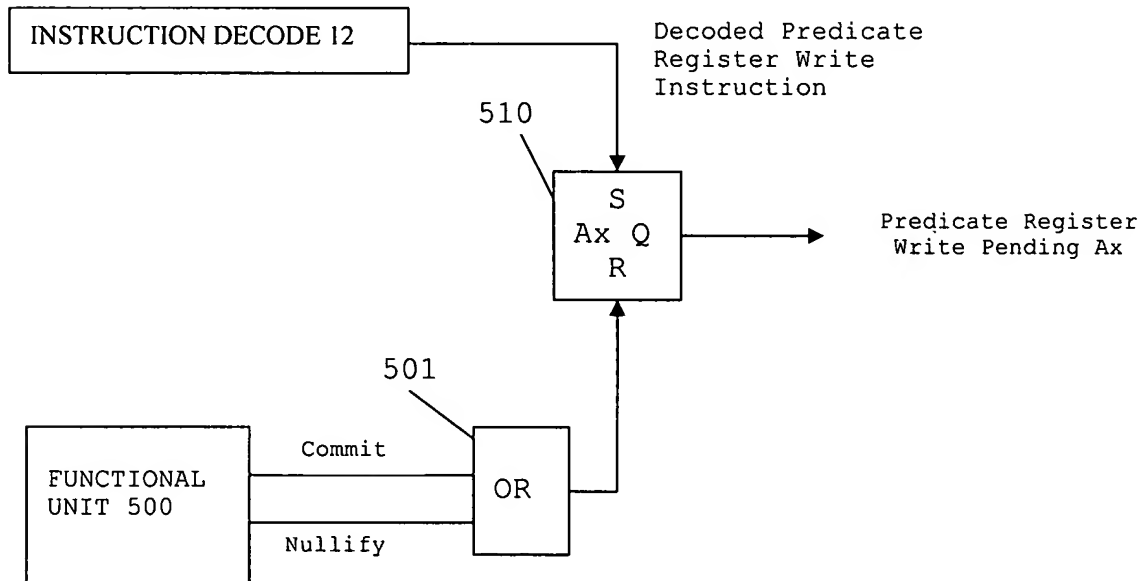 INSTRUCTION DECODE 12
Decoded Predicate
Register Write
Instruction
510
S
Ax Q
R
Predicate Register
Write Pending Ax
501
Commit
FUNCTIONAL
UNIT 500
OR
Nullify